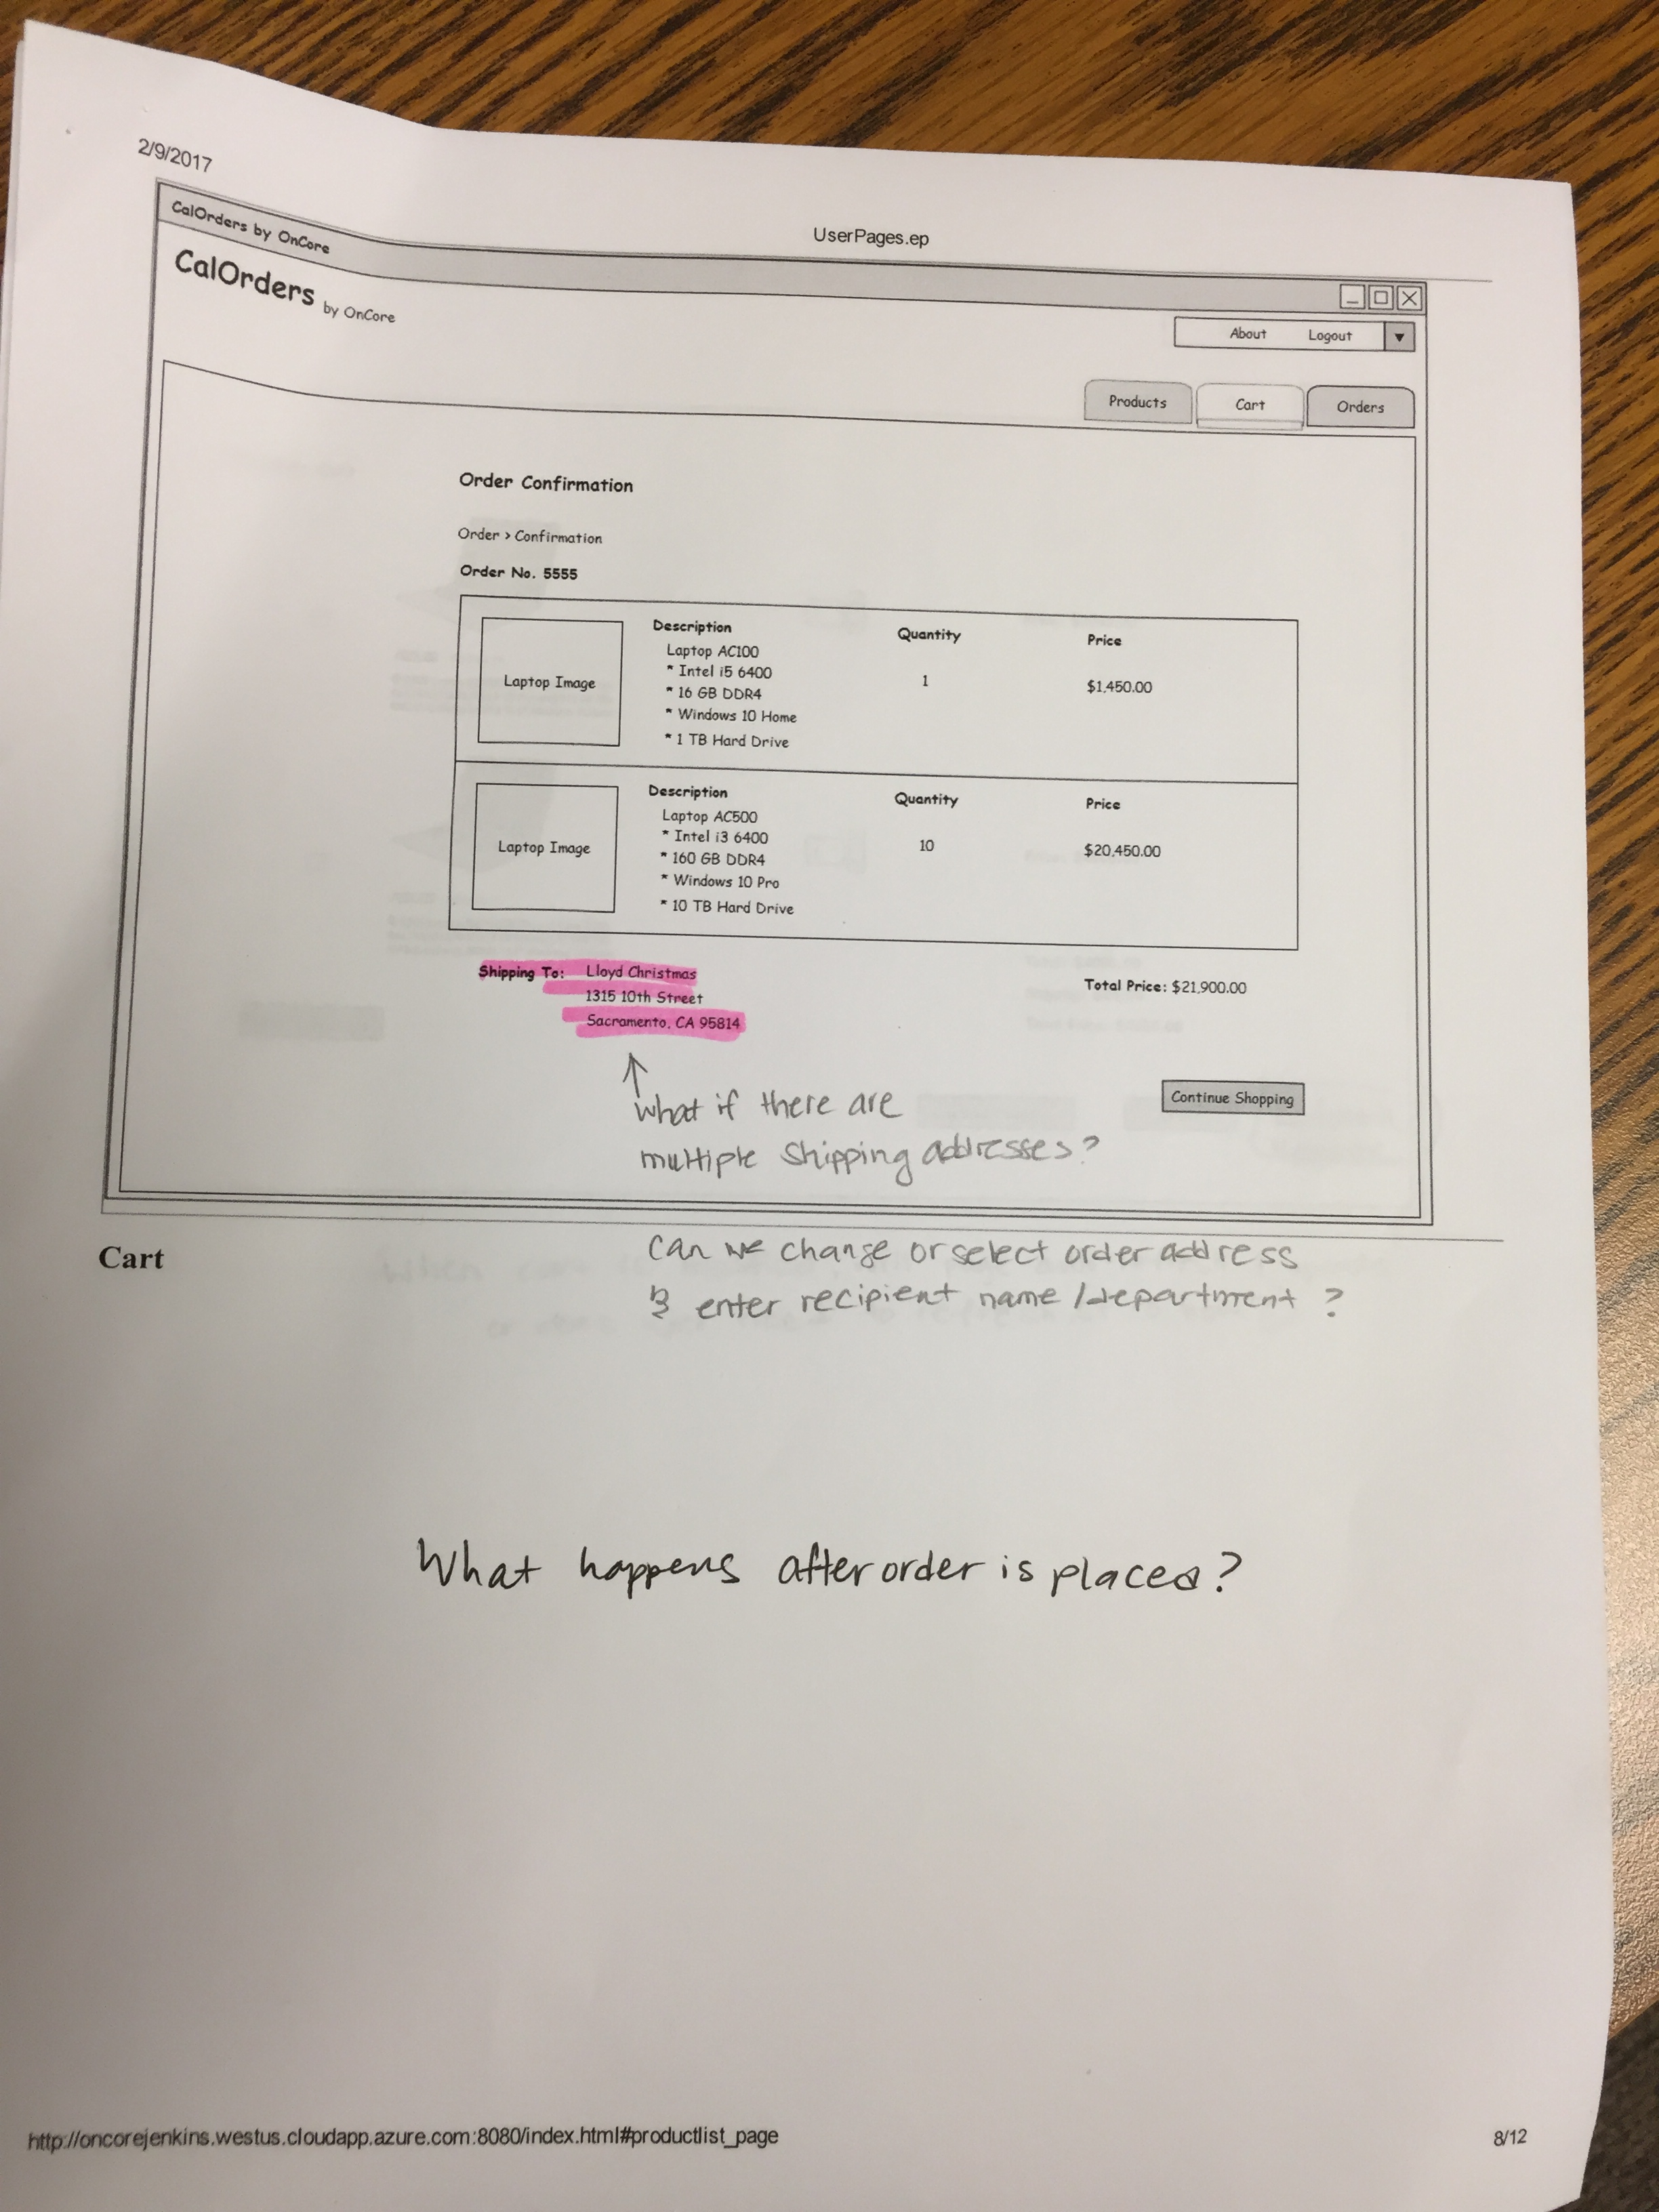 2/9/2017
UserPages.ep
CalOrders by OnCore
CalOrders by OnCore
About Logout
Products Cart Orders
Order Confirmation
Order > Confirmation
Order No. 5555
Laptop Image
Description Quantity Price
Laptop AC100
* Intel i5 6400
1 $1,450.00
* 16 GB DDR4
* Windows 10 Home
* 1 TB Hard Drive
Laptop Image
Description Quantity Price
Laptop AC500
* Intel i3 6400
10 $20,450.00
* 160 GB DDR4
* Windows 10 Pro
* 10 TB Hard Drive
Shipping To: Lloyd Christmas
1315 10th Street
Sacramento, CA 95814
Total Price: $21,900.00
what if there are
multiple shipping addresses?
Continue Shopping
Cart
can we change or select order address
& enter recipient name /department ?
What happens after order is placed?
http://oncorejenkins.westus.cloudapp.azure.com:8080/index.html#productlist_page
8/12